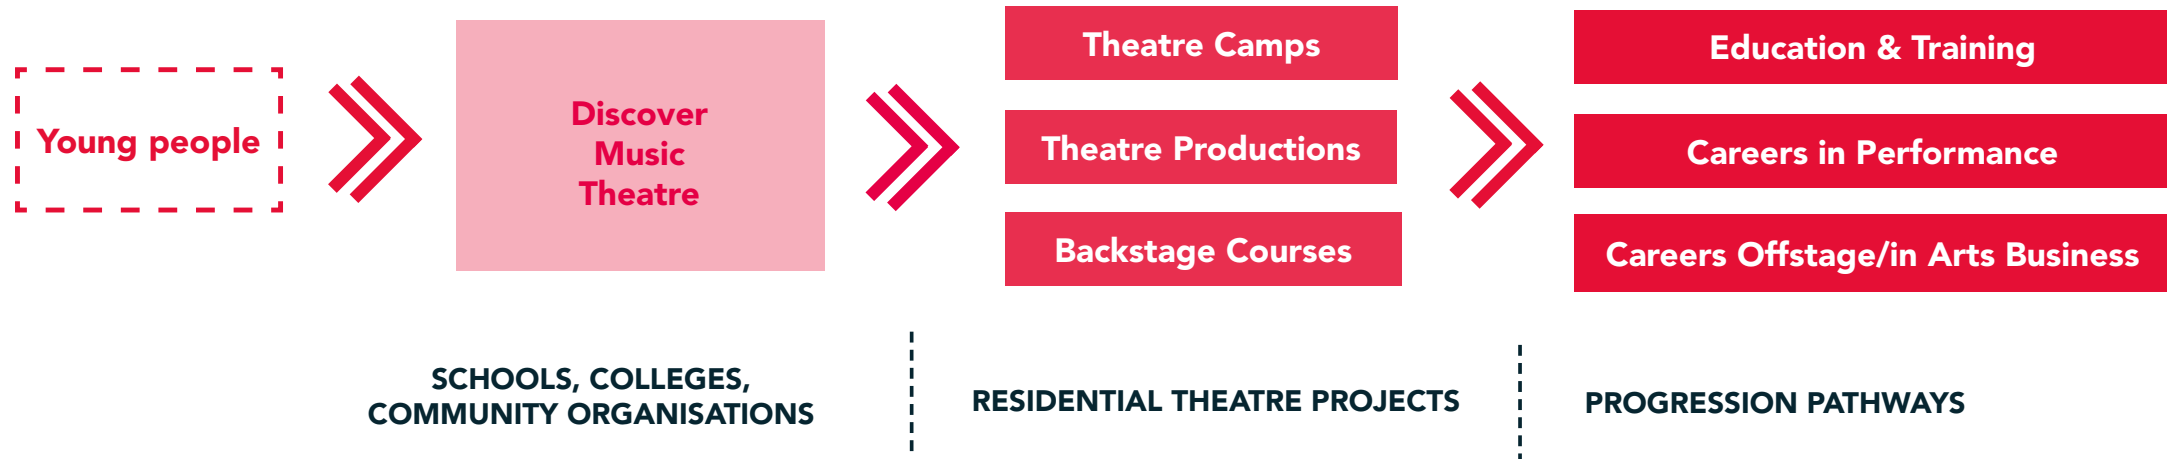 Young people
Discover
Music
Theatre
Theatre Camps
Theatre Productions
Backstage Courses
Education & Training
Careers in Performance
Careers Offstage/in Arts Business
SCHOOLS, COLLEGES,
COMMUNITY ORGANISATIONS
RESIDENTIAL THEATRE PROJECTS
PROGRESSION PATHWAYS